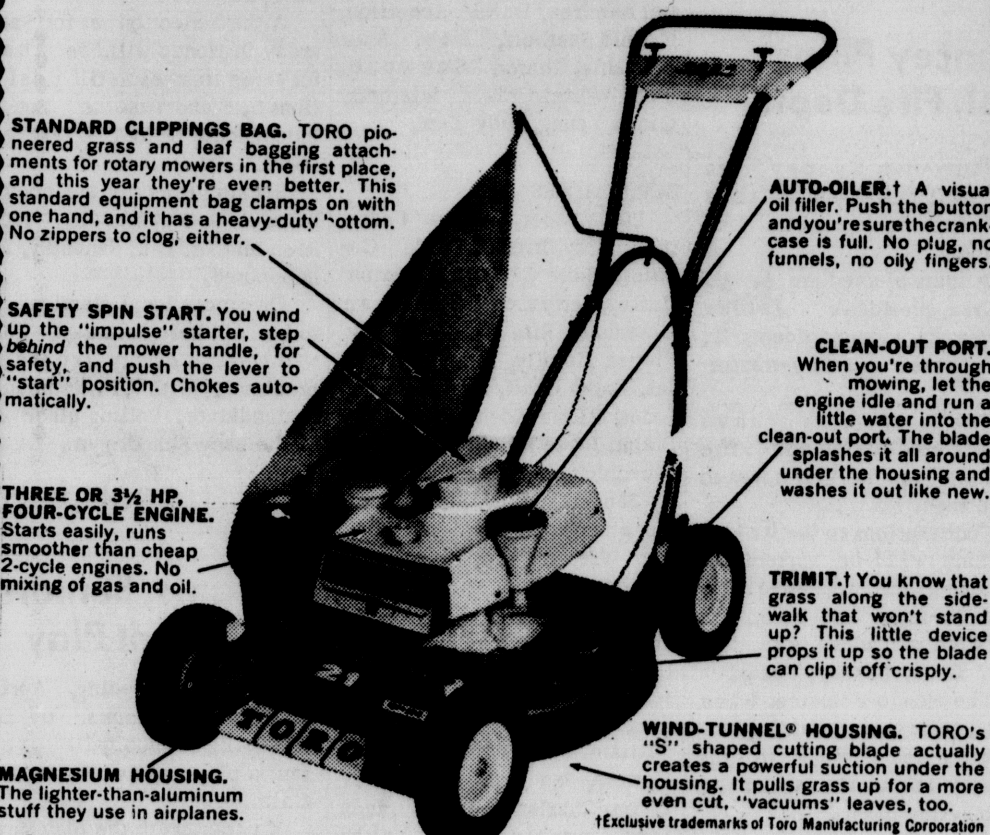 STANDARD CLIPPINGS BAG. TORO pio-
neered grass and leaf bagging attach-
ments for rotary mowers in the first place,
and this year they're even better. This
standard equipment bag clamps on with
one hand, and it has a heavy-duty bottom.
No zippers to clog, either.
SAFETY SPIN START. You wind
up the "impulse" starter, step
behind the mower handle, for
safety, and push the lever to
"start" position. Chokes auto-
matically.
THREE OR 3½ HP,
FOUR-CYCLE ENGINE.
Starts easily, runs
smoother than cheap
2-cycle engines. No
mixing of gas and oil.
MAGNESIUM HOUSING.
The lighter-than-aluminum
stuff they use in airplanes.
21
TORO
AUTO-OILER.† A visua
oil filler. Push the button
and you're sure the crank-
case is full. No plug, no
funnels, no oily fingers.
CLEAN-OUT PORT.
When you're through
mowing, let the
engine idle and run a
little water into the
clean-out port. The blade
splashes it all around
under the housing and
washes it out like new.
TRIMIT.† You know that
grass along the side-
walk that won't stand
up? This little device
props it up so the blade
can clip it off crisply.
WIND-TUNNEL® HOUSING. TORO's
"S" shaped cutting blade actually
creates a powerful suction under the
housing. It pulls grass up for a more
even cut, "vacuums" leaves, too.
†Exclusive trademarks of Toro Manufacturing Corporation